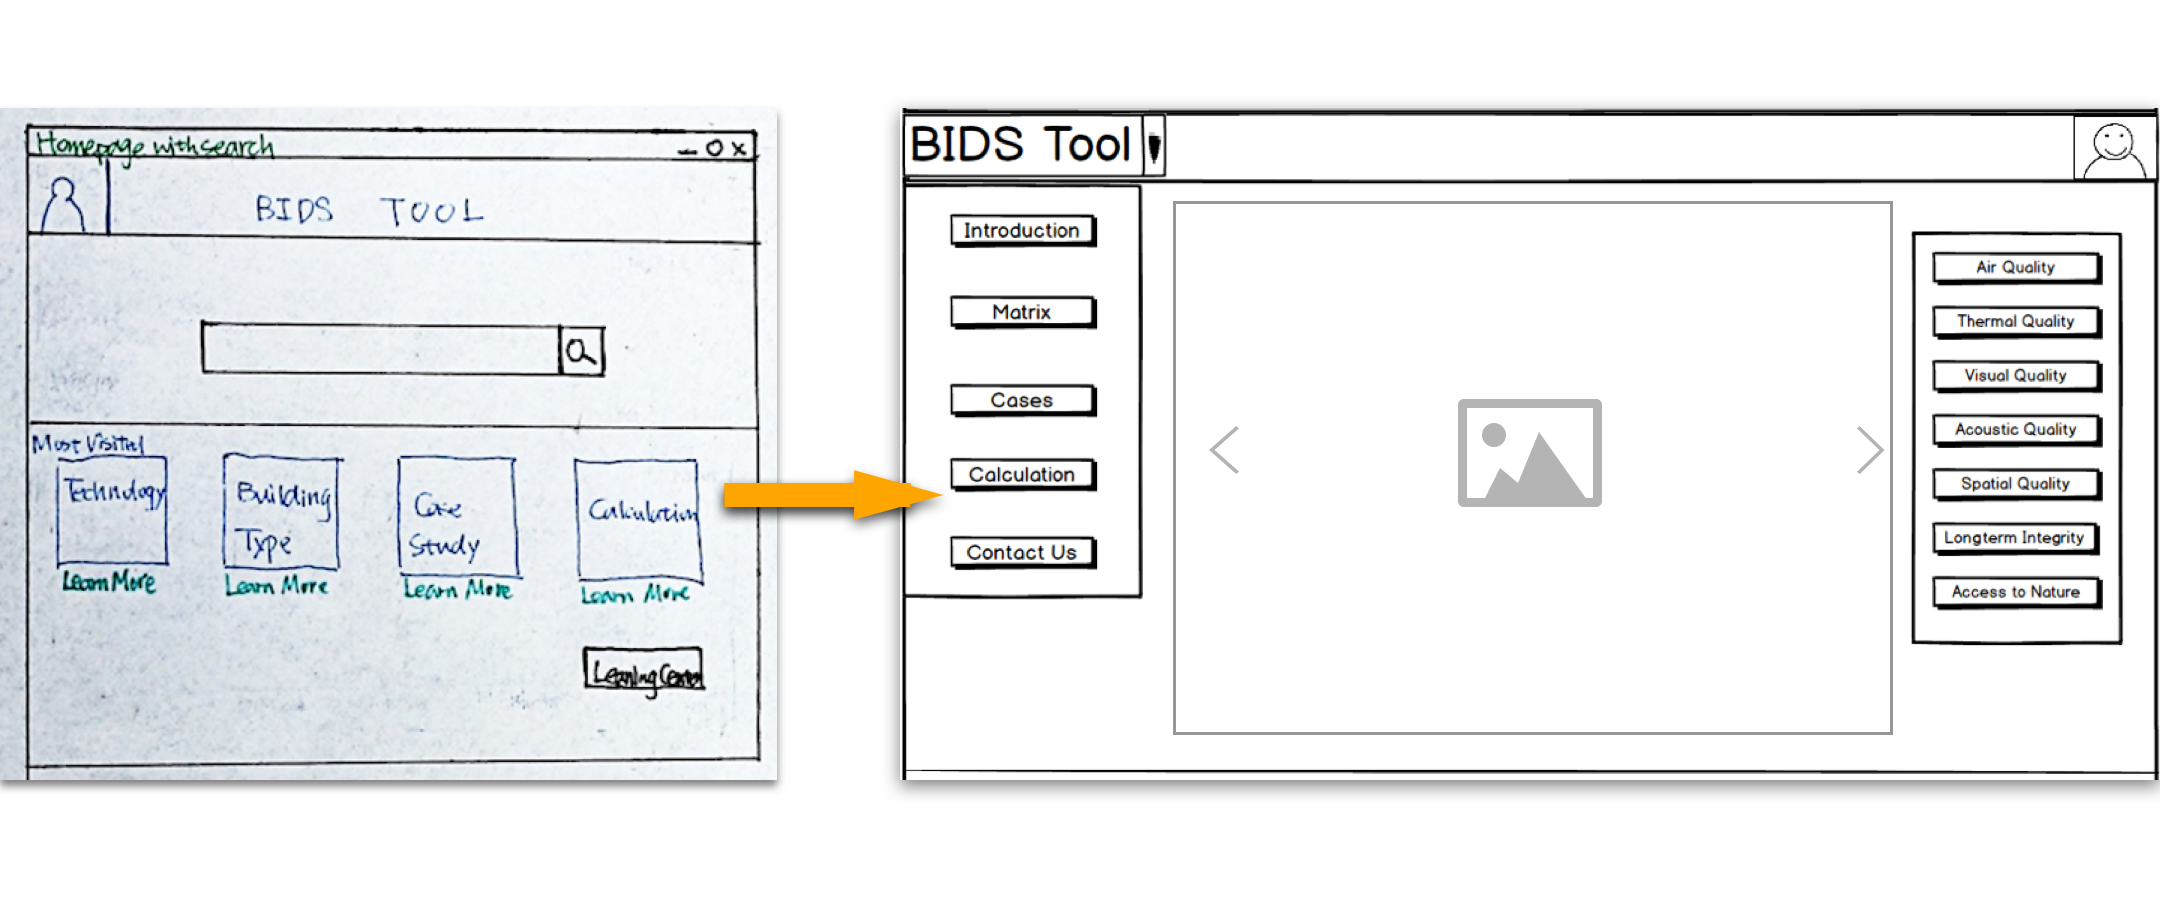 Homepage with search
BIDS TOOL
Most Visited
Technology
Building
Type
Case
Study
Calculation
Learn More
Learn More
Learn More
Learn More
Learning Center
BIDS Tool
Introduction
Matrix
Cases
Calculation
Contact Us
Air Quality
Thermal Quality
Visual Quality
Acoustic Quality
Spatial Quality
Longterm Integrity
Access to Nature